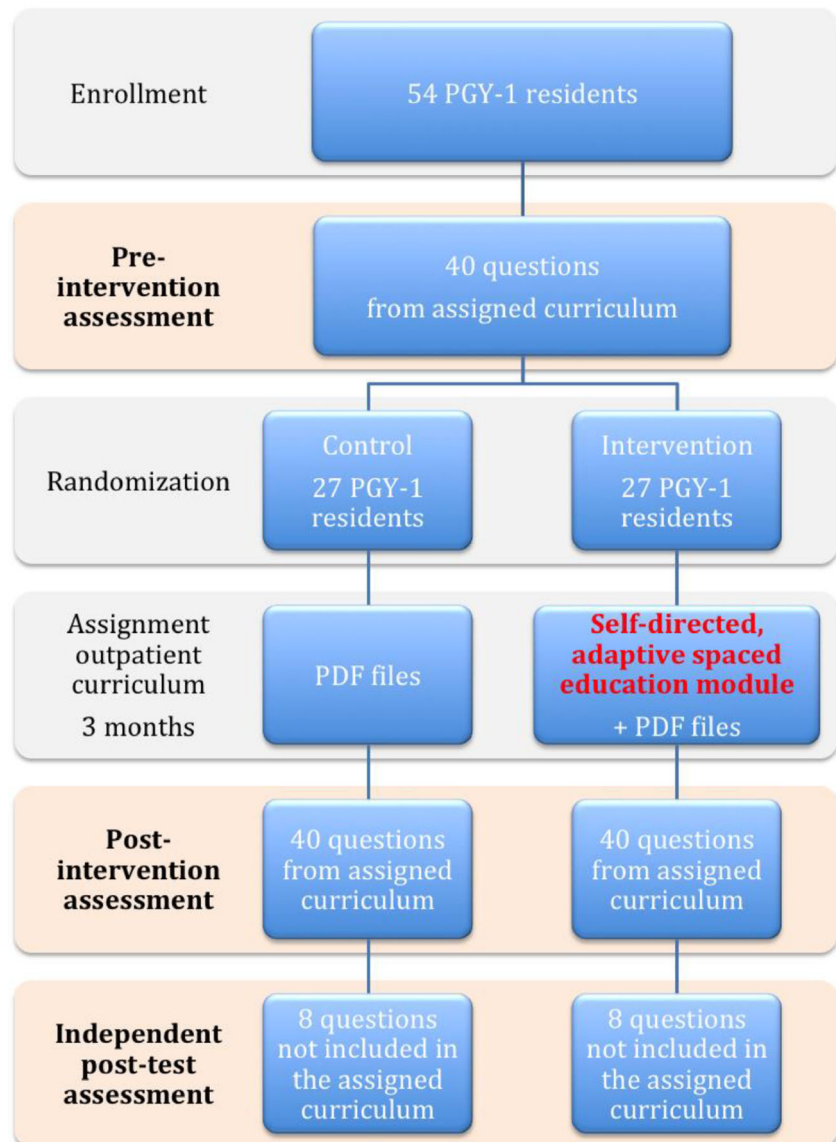 Enrollment
54 PGY-1 residents
Pre-
intervention
assessment
40 questions
from assigned curriculum
Randomization
Control
27 PGY-1
residents
Intervention
27 PGY-1
residents
Assignment
outpatient
curriculum
3 months
PDF files
Self-directed,
adaptive spaced
education module
+ PDF files
Post-
intervention
assessment
40 questions
from assigned
curriculum
40 questions
from assigned
curriculum
Independent
post-test
assessment
8 questions
not included in
the assigned
curriculum
8 questions
not included in
the assigned
curriculum